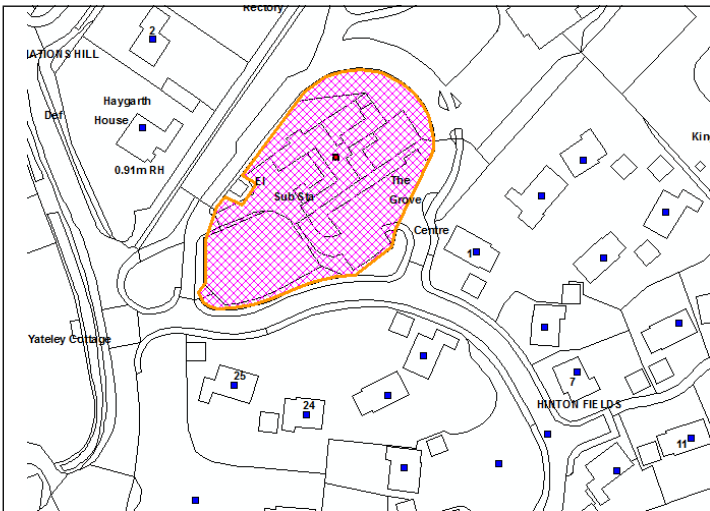 Rectory
2
ATIONS HILL
Haygarth
House
Def
0.91m RH
El
Sub Sta
The
Grove
Centre
Kin
1
Yateley Cottage
25
24
7
HINTON FIELDS
11